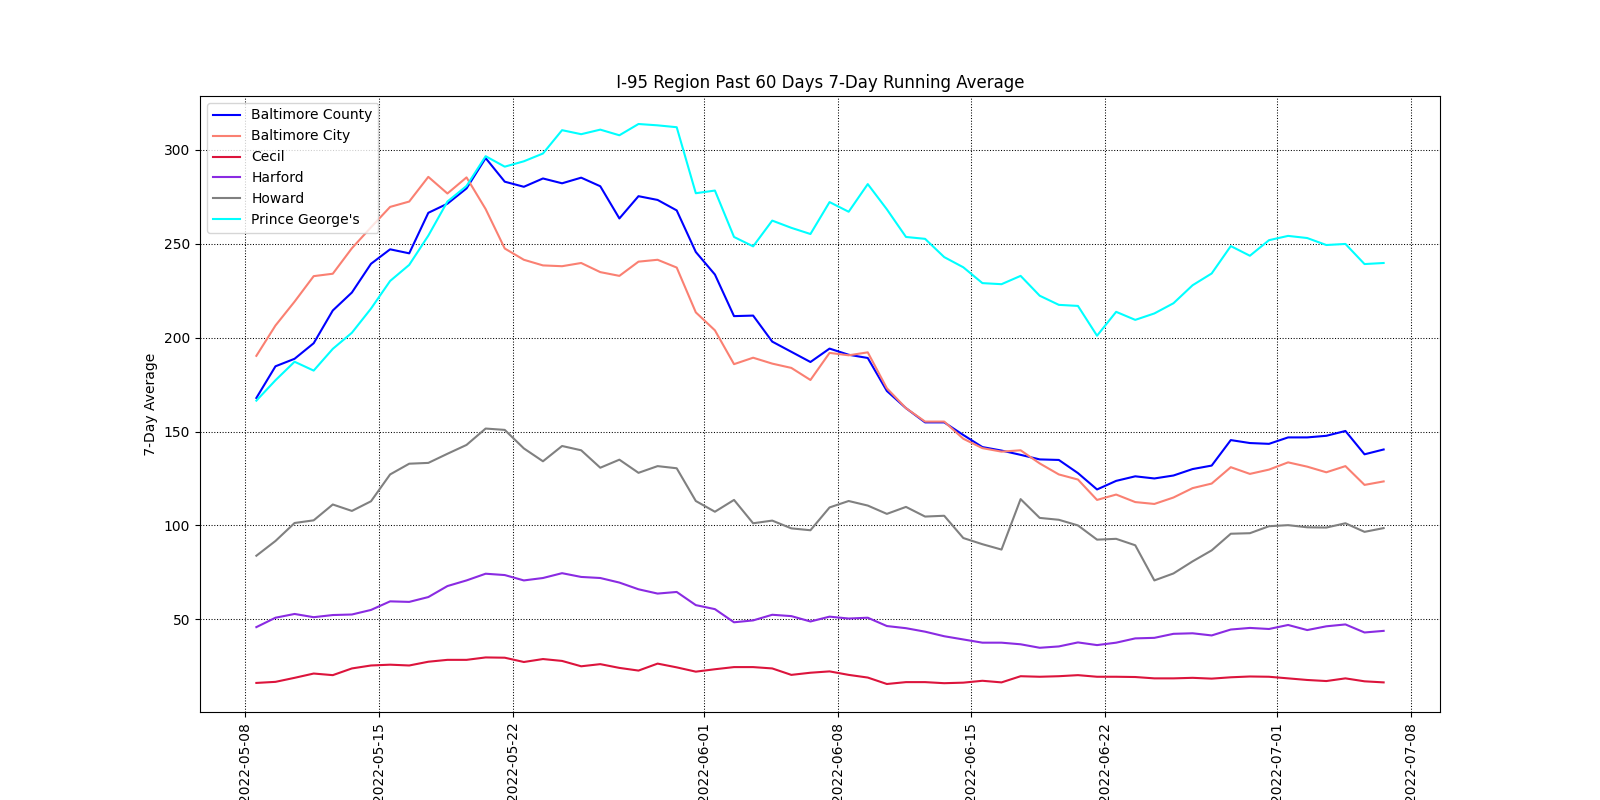 I-95 Region Past 60 Days 7-Day Running Average
Baltimore County
Baltimore City
Cecil
Harford
Howard
Prince George's
300
250
200
150
100
50
7-Day Average
2022-05-08
2022-05-15
2022-05-22
2022-06-01
2022-06-08
2022-06-15
2022-06-22
2022-07-01
2022-07-08